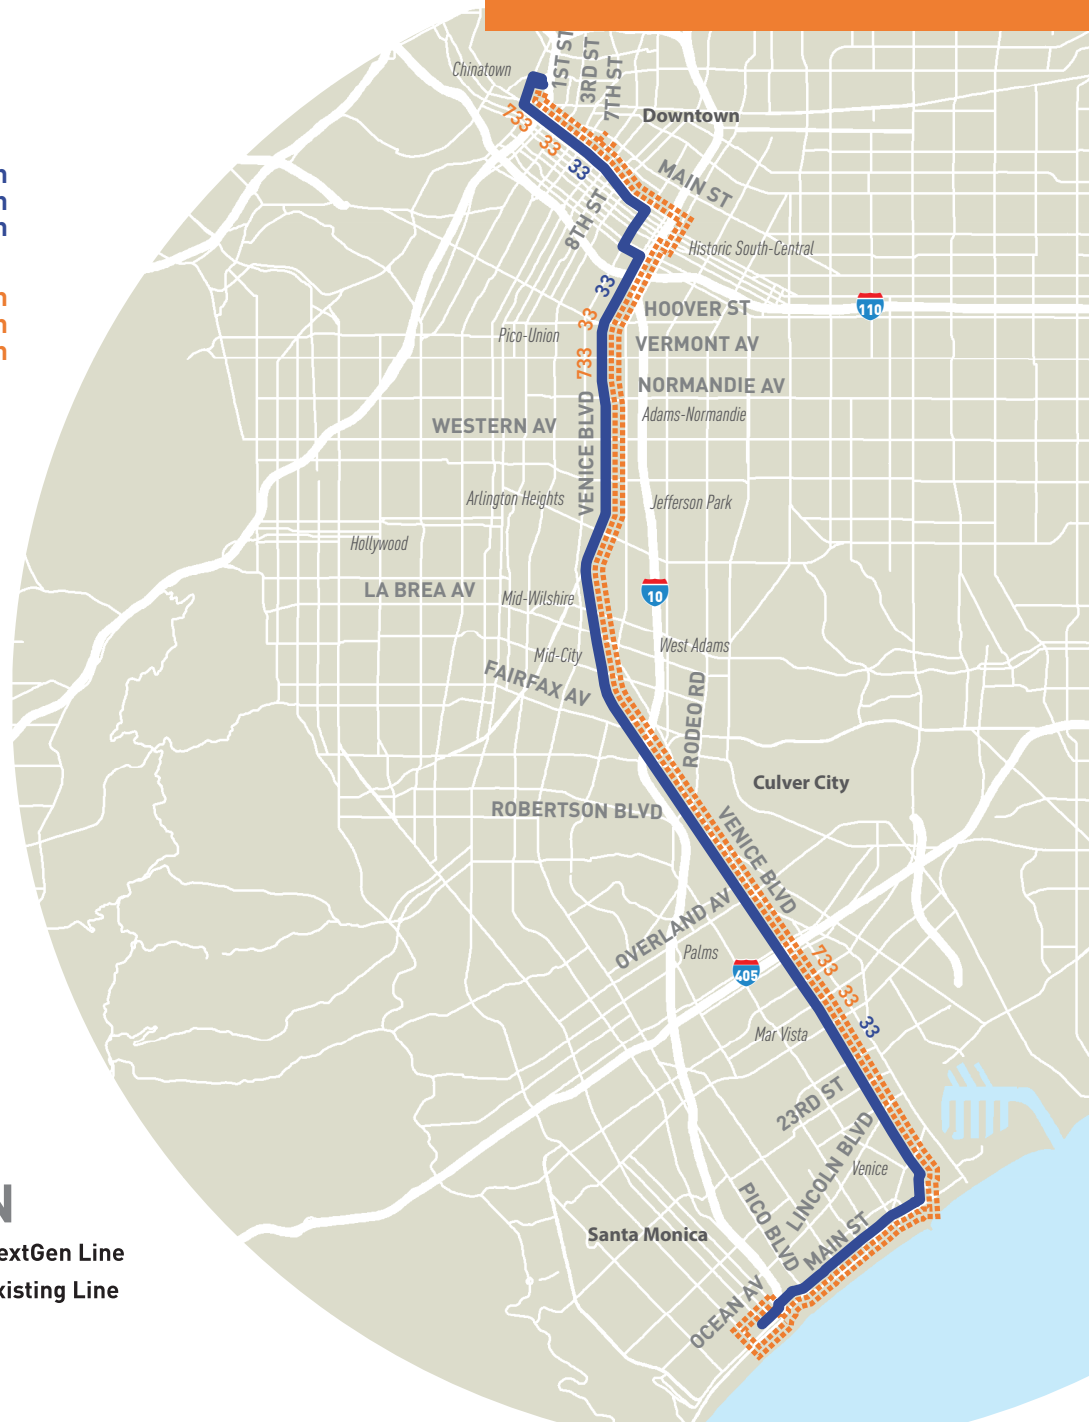 1ST ST
3RD ST
7TH ST
Chinatown
Downtown
733
33
33
MAIN ST
8TH ST
Historic South-Central
33
HOOVER ST
110
33
Pico-Union
VERMONT AV
733
NORMANDIE AV
Adams-Normandie
WESTERN AV
VENICE BLVD
Arlington Heights
Jefferson Park
Hollywood
LA BREA AV
Mid-Wilshire
10
West Adams
Mid-City
FAIRFAX AV
RODEO RD
Culver City
ROBERTSON BLVD
VENICE BLVD
OVERLAND AV
Palms
405
733
33
33
Mar Vista
23RD ST
LINCOLN BLVD
Venice
PICO BLVD
Santa Monica
MAIN ST
OCEAN AV
N
extGen Line
xisting Line